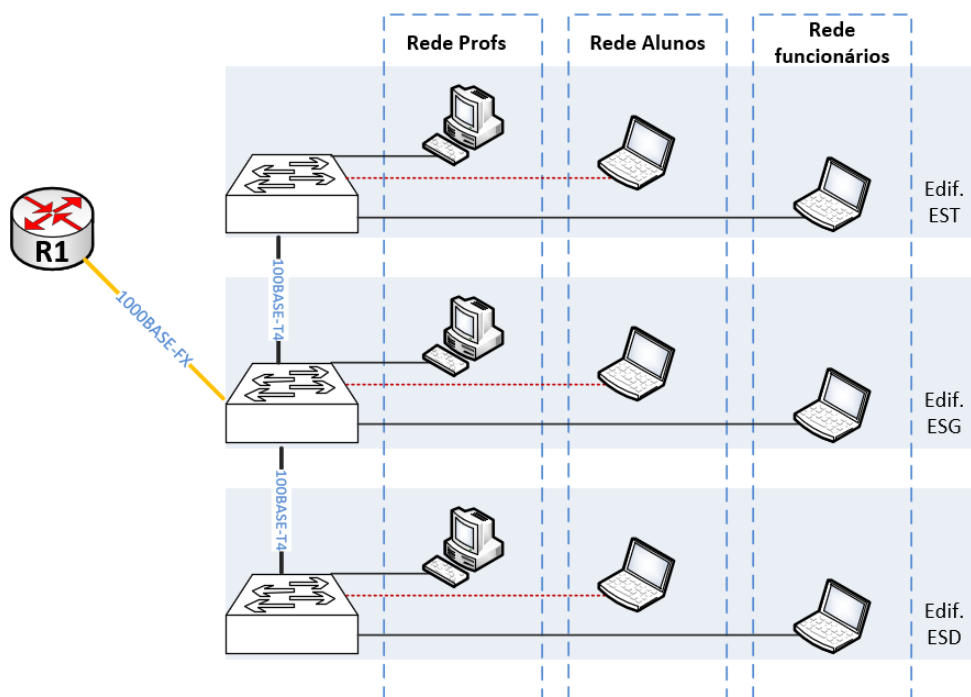 Rede Profs
Rede Alunos
Rede
funcionários
Edif.
EST
R1
100BASE-T4
1000BASE-FX
Edif.
ESG
100BASE-T4
Edif.
ESD